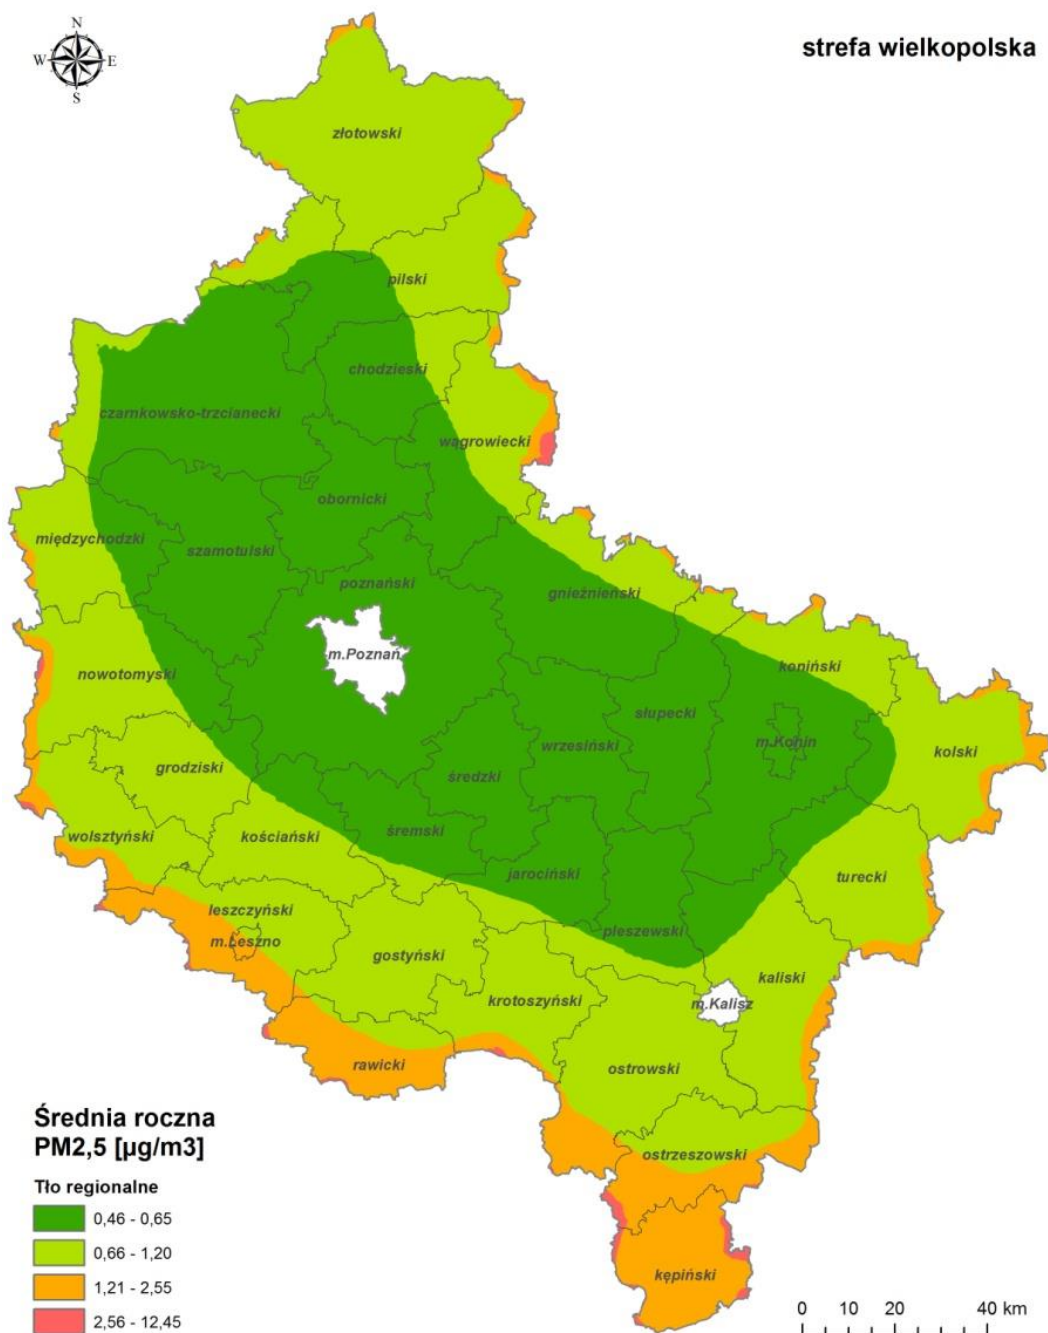 N
W E
S
strefa wielkopolska
złotowski
pilski
chodzieski
czarnkowsko-trzcianecki
wągrowiecki
obornicki
międzychodzki
szamotulski
poznański
gnieźnieński
m.Poznań
koniński
nowotomyski
słupecki
wrzesiński
m.Konin
kolski
grodziski
średzki
wolsztyński
kościański
śremski
jarociński
turecki
leszczyński
pleszewski
m.Leszno
gostyński
kaliski
krotoszyński
m.Kalisz
rawicki
ostrowski
ostrzeszowski
kępiński
Średnia roczna
PM2,5 [µg/m3]
Tło regionalne
0,46 - 0,65
0,66 - 1,20
1,21 - 2,55
2,56 - 12,45
0 10 20 40 km